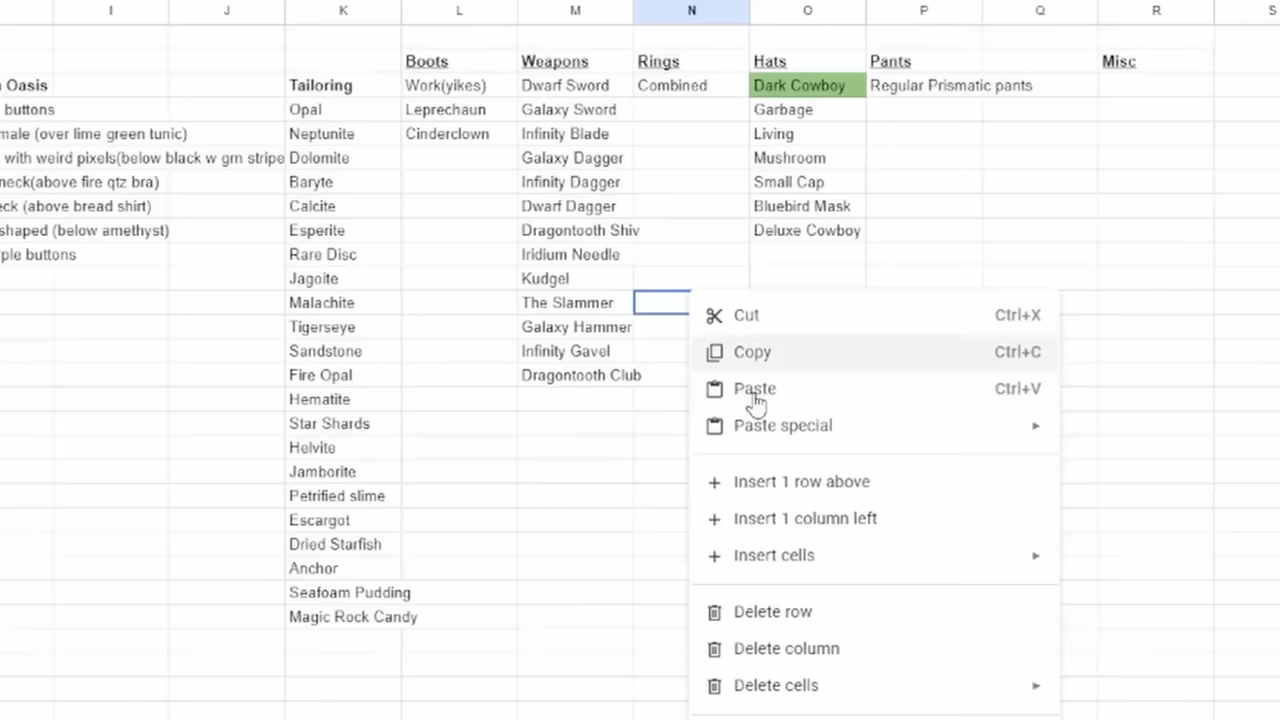 I J K L M N O P Q R S
Boots Weapons Rings Hats Pants Misc
Oasis Tailoring Work(yikes) Dwarf Sword Combined Dark Cowboy Regular Prismatic pants
buttons Opal Leprechaun Galaxy Sword Garbage
male (over lime green tunic) Neptunite Cinderclown Infinity Blade Living
with weird pixels(below black w grn stripe Dolomite Galaxy Dagger Mushroom
neck(above fire qtz bra) Baryte Infinity Dagger Small Cap
eck (above bread shirt) Calcite Dwarf Dagger Bluebird Mask
shaped (below amethyst) Esperite Dragontooth Shiv Deluxe Cowboy
ple buttons Rare Disc Iridium Needle
Jagoite Kudgel
Malachite The Slammer
Tigerseye Galaxy Hammer
Sandstone Infinity Gavel
Fire Opal Dragontooth Club
Hematite
Star Shards
Helvite
Jamborite
Petrified slime
Escargot
Dried Starfish
Anchor
Seafoam Pudding
Magic Rock Candy
Cut Ctrl+X
Copy Ctrl+C
Paste Ctrl+V
Paste special
Insert 1 row above
Insert 1 column left
Insert cells
Delete row
Delete column
Delete cells